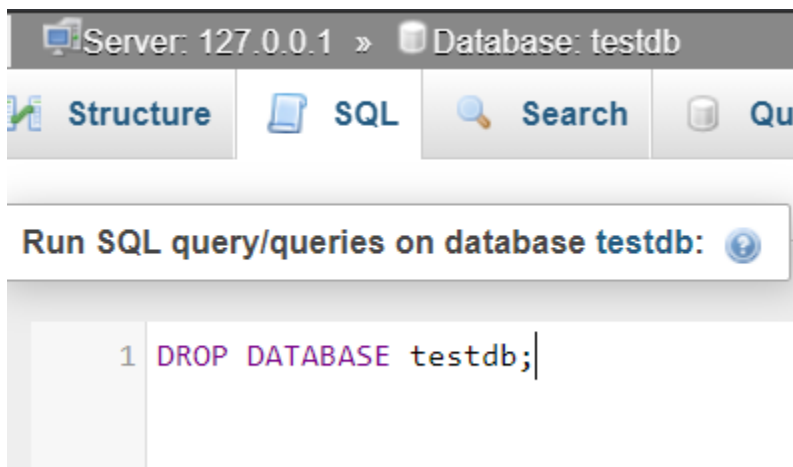 Server: 127.0.0.1 » Database: testdb
Structure SQL Search Qu
Run SQL query/queries on database testdb:
1 DROP DATABASE testdb;